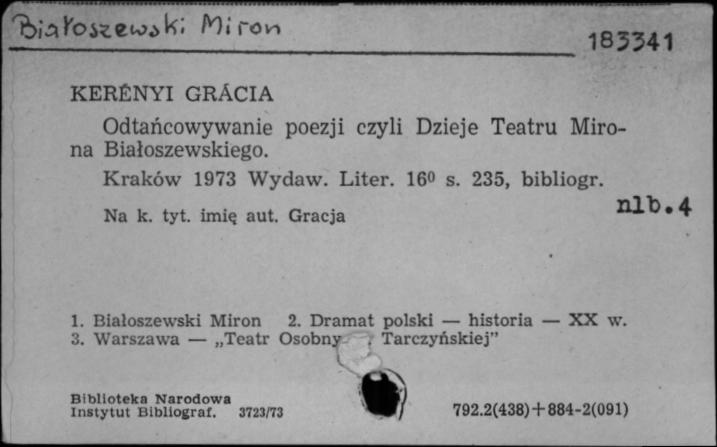 Białoszewski Miron
183341
KERÉNYI GRÁCIA
Odtańcowywanie poezji czyli Dzieje Teatru Miro-
na Białoszewskiego.
Kraków 1973 Wydaw. Liter. 16⁰ s. 235, bibliogr.
nlb.4
Na k. tyt. imię aut. Gracja
1. Białoszewski Miron 2. Dramat polski — historia — XX w.
3. Warszawa — „Teatr Osobny Tarczyńskiej”
Biblioteka Narodowa
Instytut Bibliograf. 3723/73
792.2(438)+884-2(091)